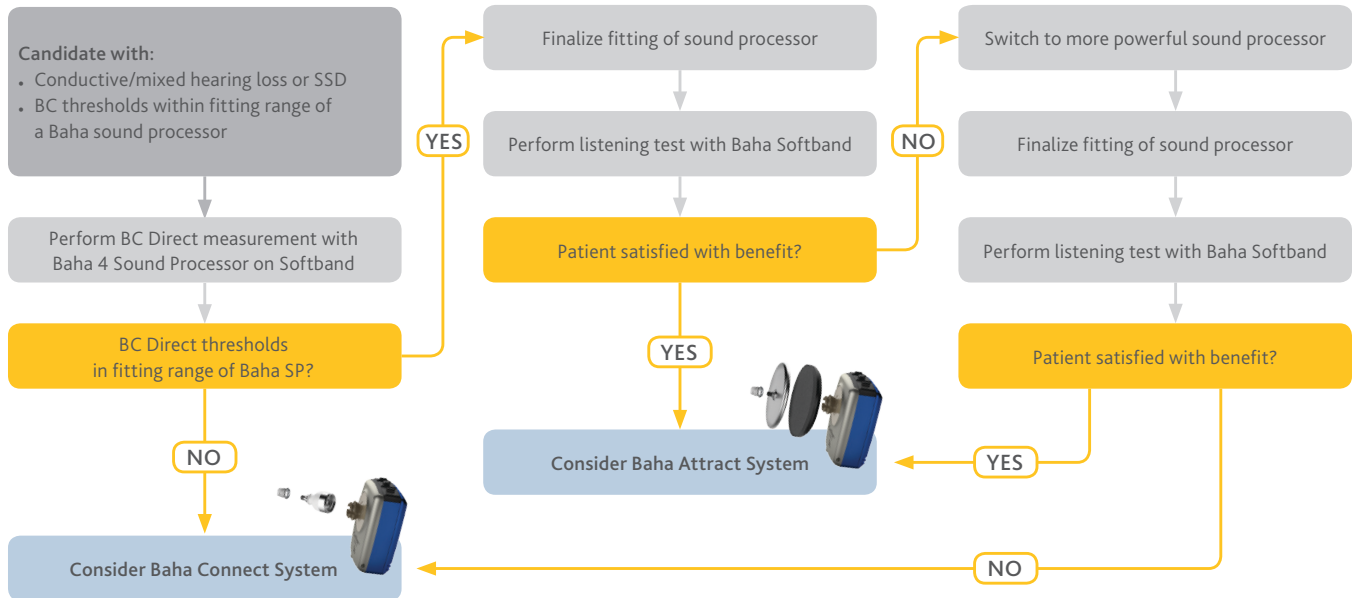 Candidate with:
• Conductive/mixed hearing loss or SSD
• BC thresholds within fitting range of
a Baha sound processor
Perform BC Direct measurement with
Baha 4 Sound Processor on Softband
BC Direct thresholds
in fitting range of Baha SP?
NO
Consider Baha Connect System
YES
Finalize fitting of sound processor
Perform listening test with Baha Softband
Patient satisfied with benefit?
YES
Consider Baha Attract System
NO
Switch to more powerful sound processor
Finalize fitting of sound processor
Perform listening test with Baha Softband
Patient satisfied with benefit?
YES
NO